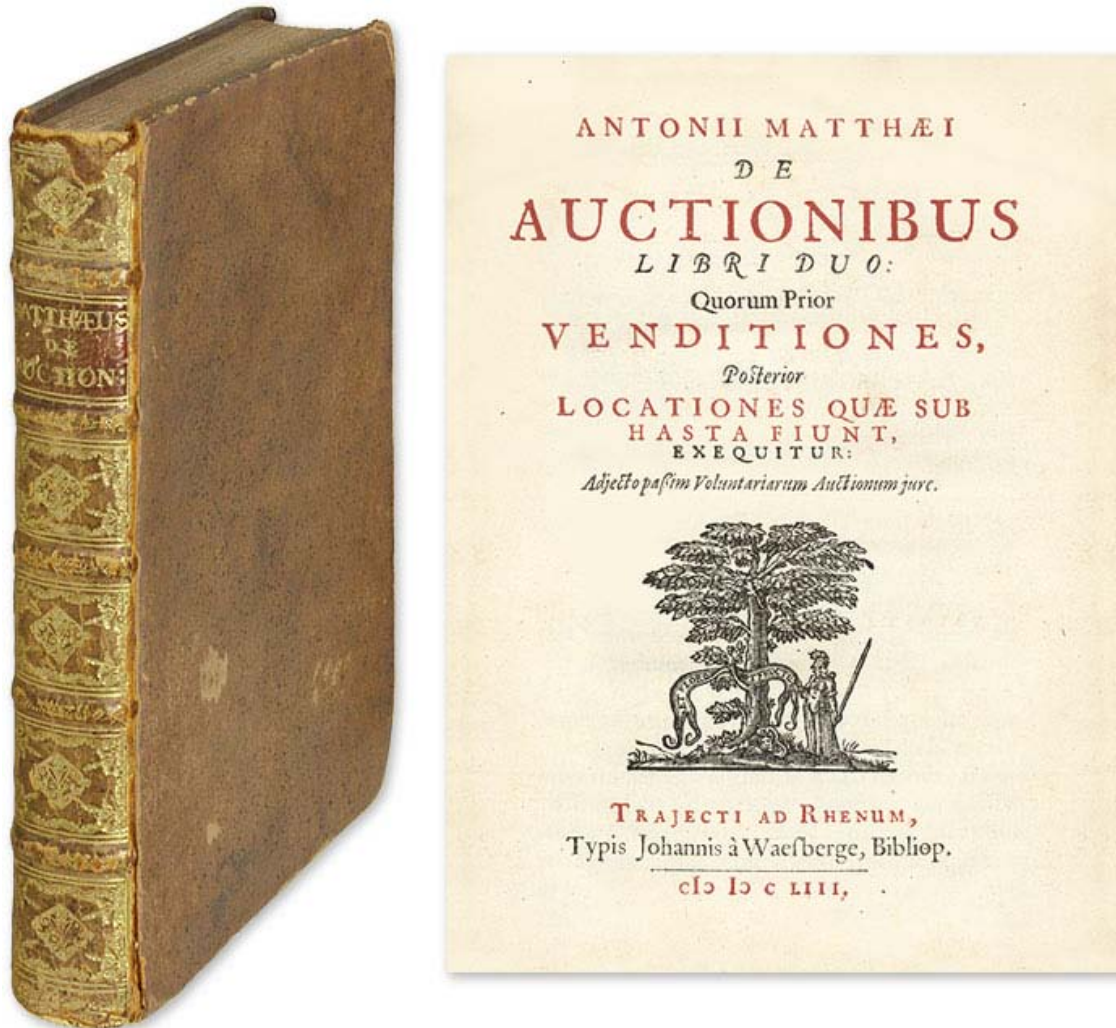 MATTHÆUS
DE
AUCTION:
ANTONII MATTHÆI
DE
AUCTIONIBUS
LIBRI DUO:
Quorum Prior
VENDITIONES,
Posterior
LOCATIONES QUÆ SUB
HASTA FIUNT,
EXEQUITUR:
Adjecto paſſim Voluntariarum Auctionum jure.
TRAJECTI AD RHENUM,
Typis Johannis à Waeſberge, Bibliop.
cIɔ Iɔ C LIII,